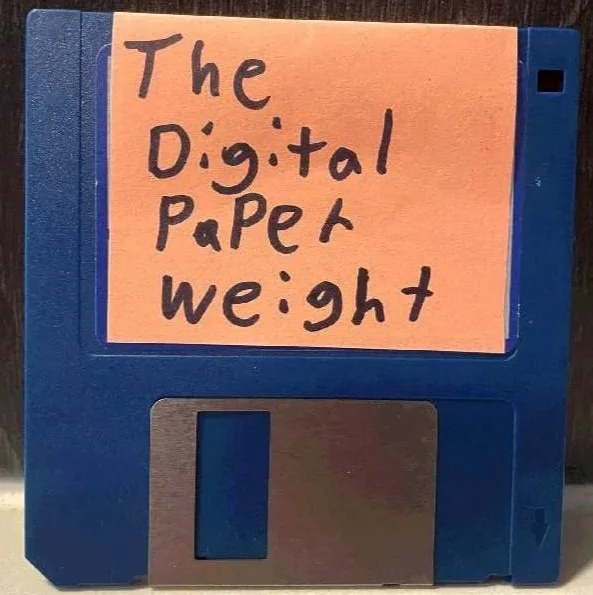 The
Digital
PaPer
weight